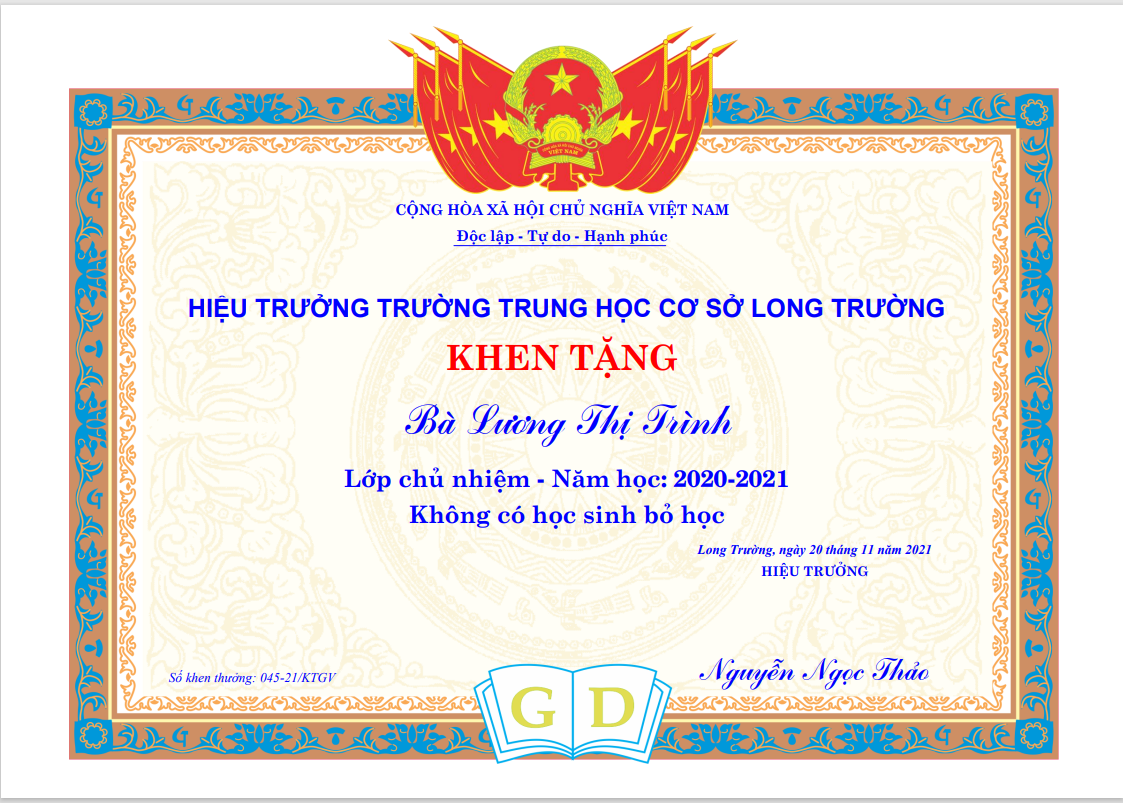 VIỆT NAM
CỘNG HÒA XÃ HỘI CHỦ NGHĨA VIỆT NAM
Độc lập - Tự do - Hạnh phúc
HIỆU TRƯỞNG TRƯỜNG TRUNG HỌC CƠ SỞ LONG TRƯỜNG
KHEN TẶNG
Bà Lương Thị Trình
Lớp chủ nhiệm - Năm học: 2020-2021
Không có học sinh bỏ học
Long Trường, ngày 20 tháng 11 năm 2021
HIỆU TRƯỞNG
Nguyễn Ngọc Thảo
Số khen thưởng: 045-21/KTGV
G D